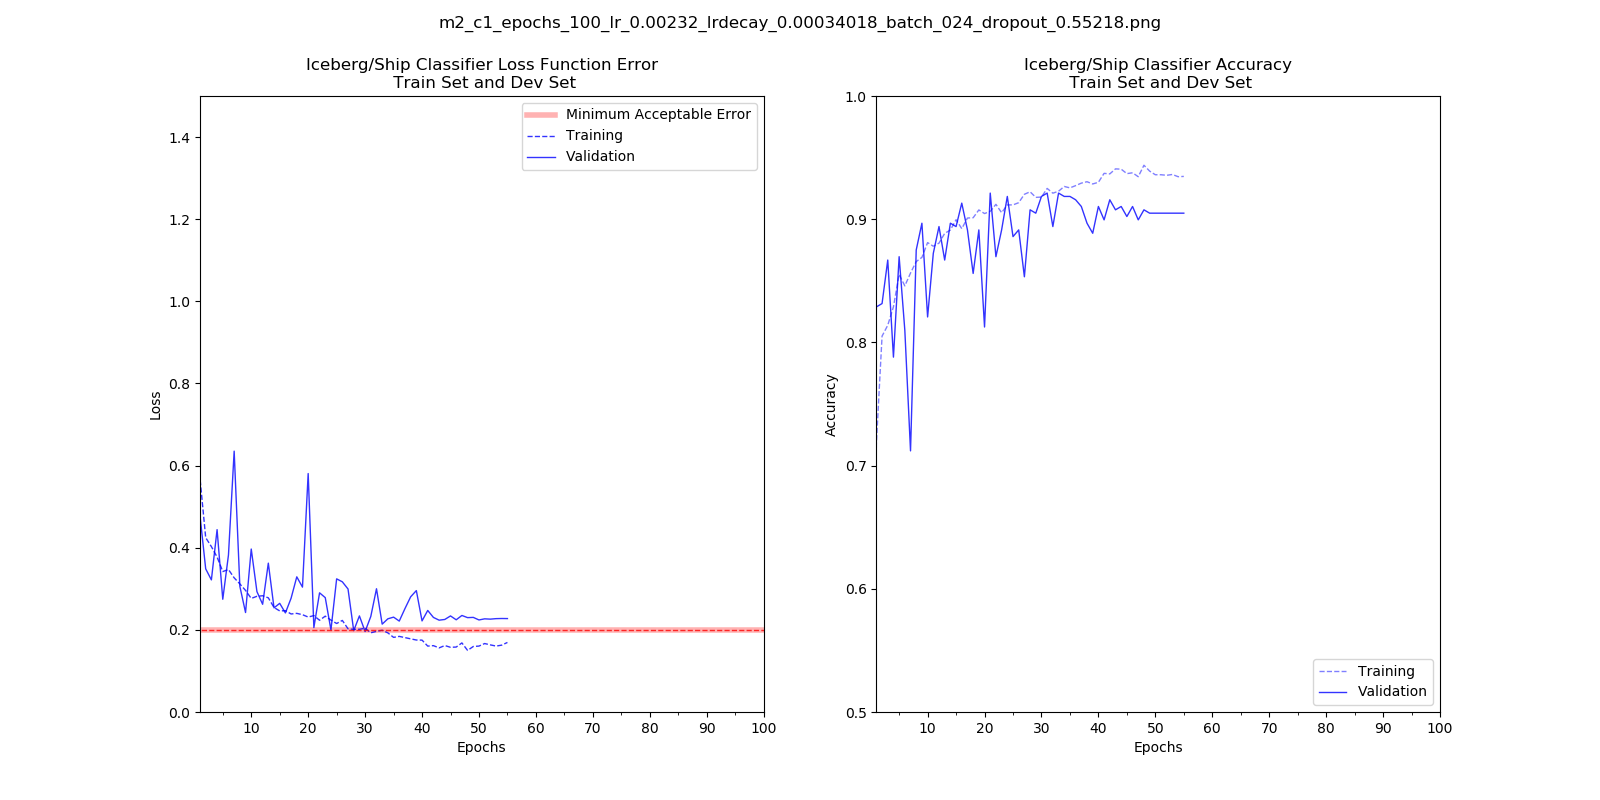 m2_c1_epochs_100_lr_0.00232_lrdecay_0.00034018_batch_024_dropout_0.55218.png
Iceberg/Ship Classifier Loss Function Error
Train Set and Dev Set
1.4
1.2
1.0
0.8
0.6
0.4
0.2
0.0
Loss
Minimum Acceptable Error
Training
Validation
10 20 30 40 50 60 70 80 90 100
Epochs
Iceberg/Ship Classifier Accuracy
Train Set and Dev Set
1.0
0.9
0.8
0.7
0.6
0.5
Accuracy
Training
Validation
10 20 30 40 50 60 70 80 90 100
Epochs